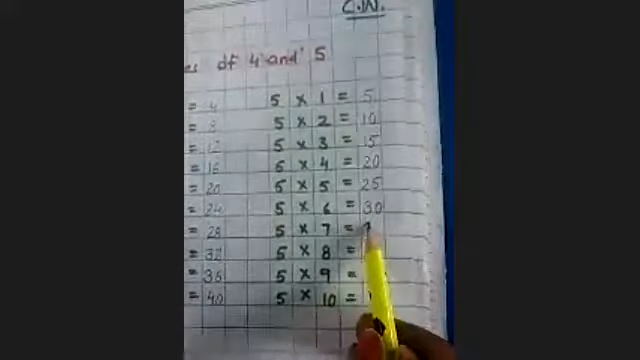 C.W.
of 4 and 5
= 4
= 8
= 12
= 16
= 20
= 24
= 28
= 32
= 36
= 40
5 × 1 = 5
5 × 2 = 10
5 × 3 = 15
5 × 4 = 20
5 × 5 = 25
5 × 6 = 30
5 × 7 =
5 × 8 =
5 × 9 =
5 × 10 =